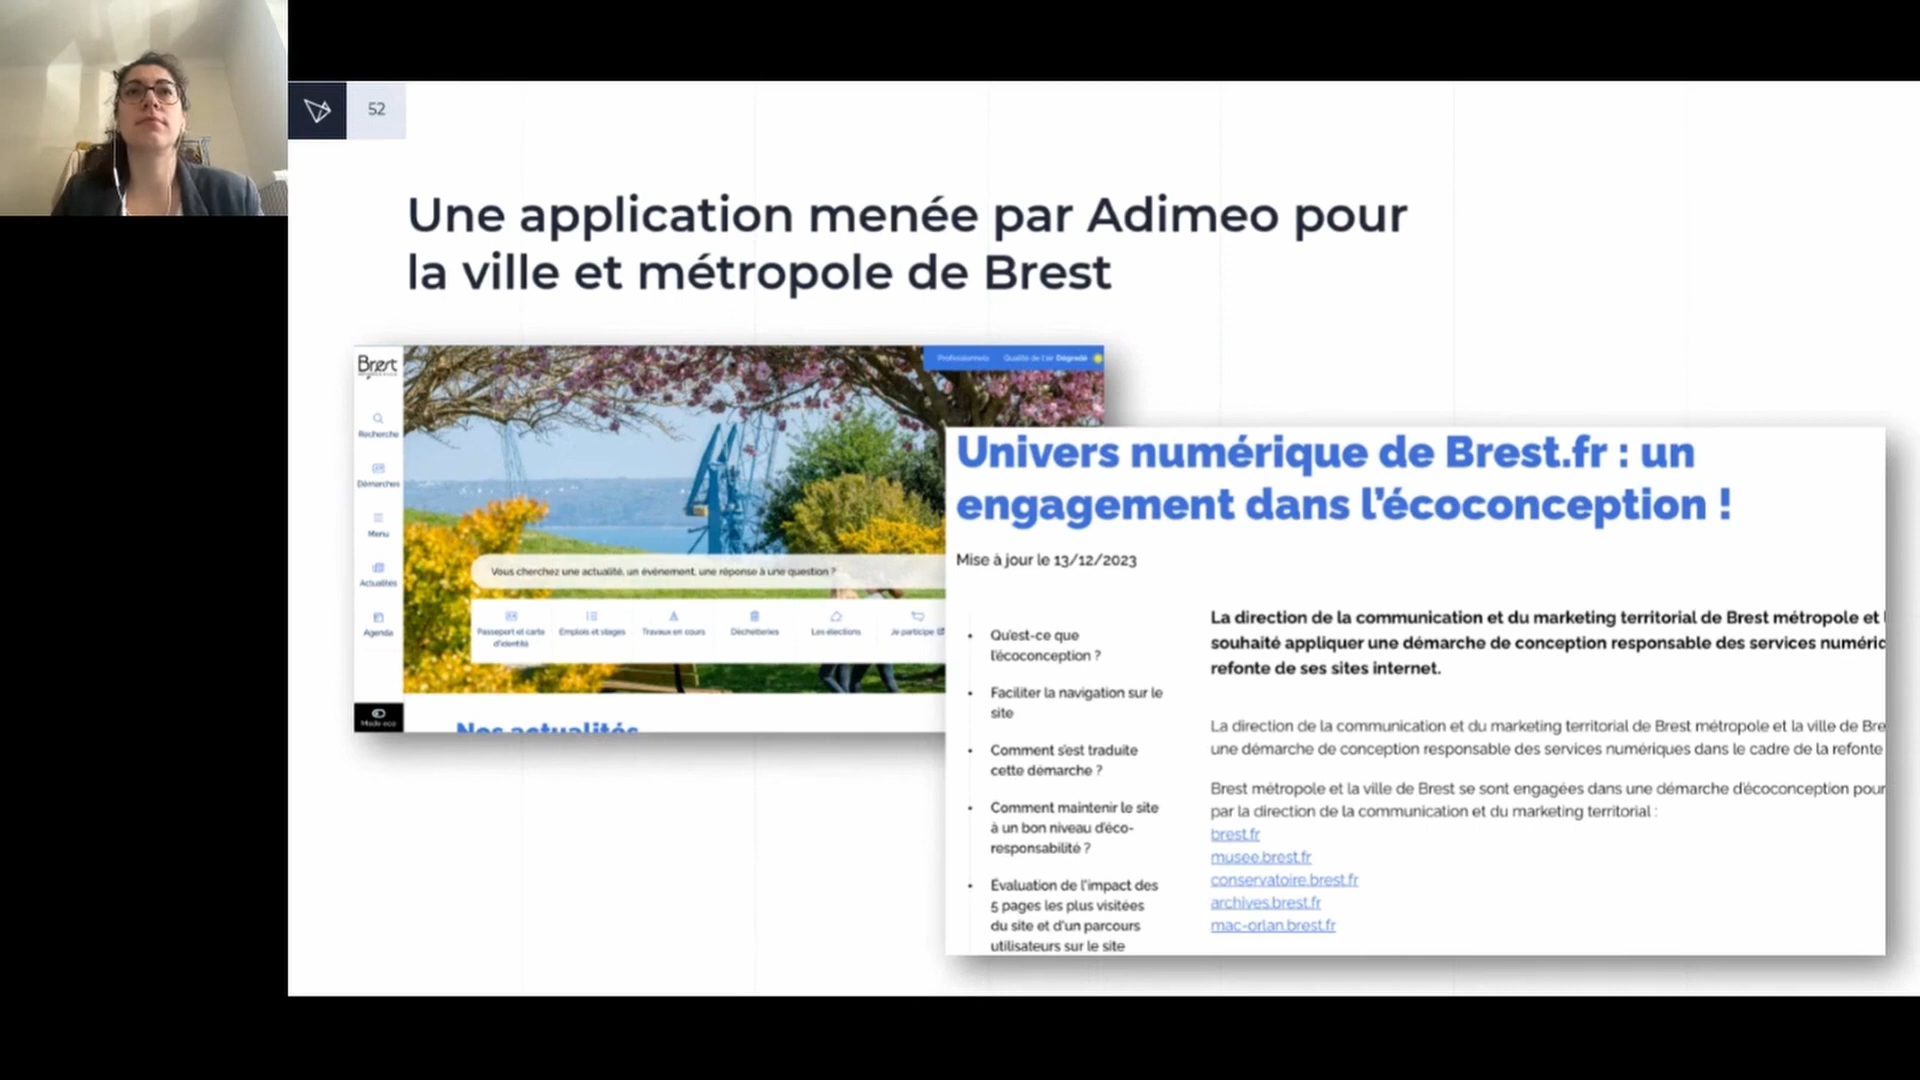 52
Une application menée par Adimeo pour
la ville et métropole de Brest
Brest
Professionnels
Qualité de l'air Dégradé
Recherche
Démarches
Menu
Actualités
Agenda
Mode eco
Vous cherchez une actualité, un événement, une réponse à une question ?
Passeport et carte
d'identité
Emplois et stages
Travaux en cours
Déchetteries
Les élections
Je participe
Nos actualités
Univers numérique de Brest.fr : un
engagement dans l'écoconception !
Mise à jour le 13/12/2023
• Qu'est-ce que
l'écoconception ?
• Faciliter la navigation sur le
site
• Comment s'est traduite
cette démarche ?
• Comment maintenir le site
à un bon niveau d'éco-
responsabilité ?
• Évaluation de l'impact des
5 pages les plus visitées
du site et d'un parcours
utilisateurs sur le site
La direction de la communication et du marketing territorial de Brest métropole et
souhaité appliquer une démarche de conception responsable des services numéric
refonte de ses sites internet.
La direction de la communication et du marketing territorial de Brest métropole et la ville de Bre
une démarche de conception responsable des services numériques dans le cadre de la refonte
Brest métropole et la ville de Brest se sont engagées dans une démarche d'écoconception pour
par la direction de la communication et du marketing territorial :
brest.fr
musee.brest.fr
conservatoire.brest.fr
archives.brest.fr
mac-orlan.brest.fr